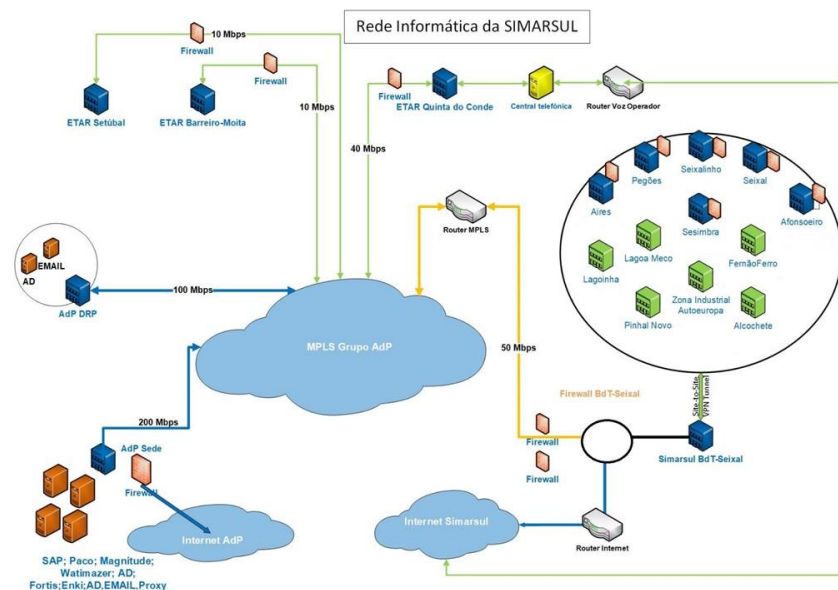 Rede Informática da SIMARSUL
10 Mbps
Firewall
Firewall
10 Mbps
ETAR Setúbal
ETAR Barreiro-Moita
40 Mbps
Firewall
ETAR Quinta do Conde
Central telefónica
Router Voz Operador
Pegões
Seixalinho
Seixal
Aires
Sesimbra
Afonsoeiro
Lagoinha
Lagoa Meco
FernãoFerro
Pinhal Novo
Zona Industrial
Autoeuropa
Alcochete
Router MPLS
EMAIL
AD
AdP DRP
100 Mbps
MPLS Grupo AdP
50 Mbps
Site-to-Site
VPN Tunnel
Firewall BdT-Seixal
Firewall
Firewall
Simarsul BdT-Seixal
200 Mbps
AdP Sede
Firewall
Internet AdP
Internet Simarsul
Router Internet
SAP; Paco; Magnitude;
Watimazer; AD;
Fortis;Enki;AD,EMAIL,Proxy